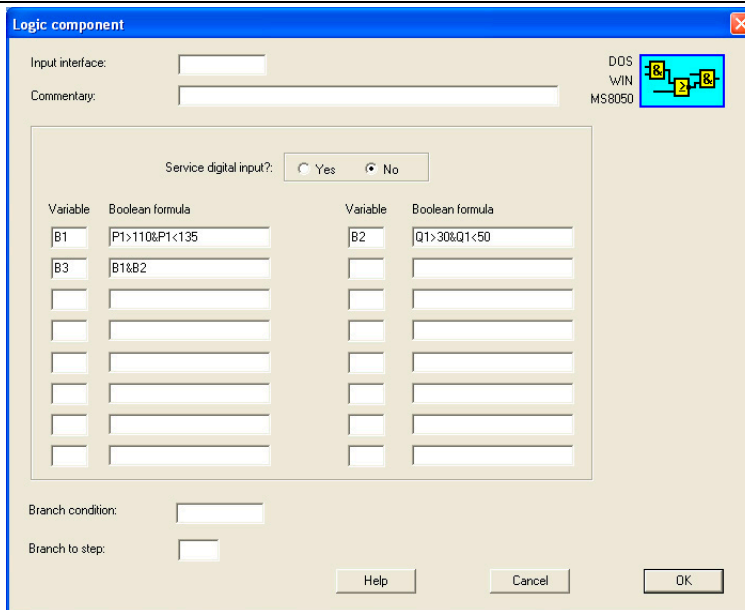 Logic component
Input interface:
Commentary:
DOS
WIN
MS8050
& ≥ &
Service digital input?: Yes No
Variable Boolean formula Variable Boolean formula
B1 P1>110&P1<135 B2 Q1>30&Q1<50
B3 B1&B2
Branch condition:
Branch to step:
Help Cancel OK